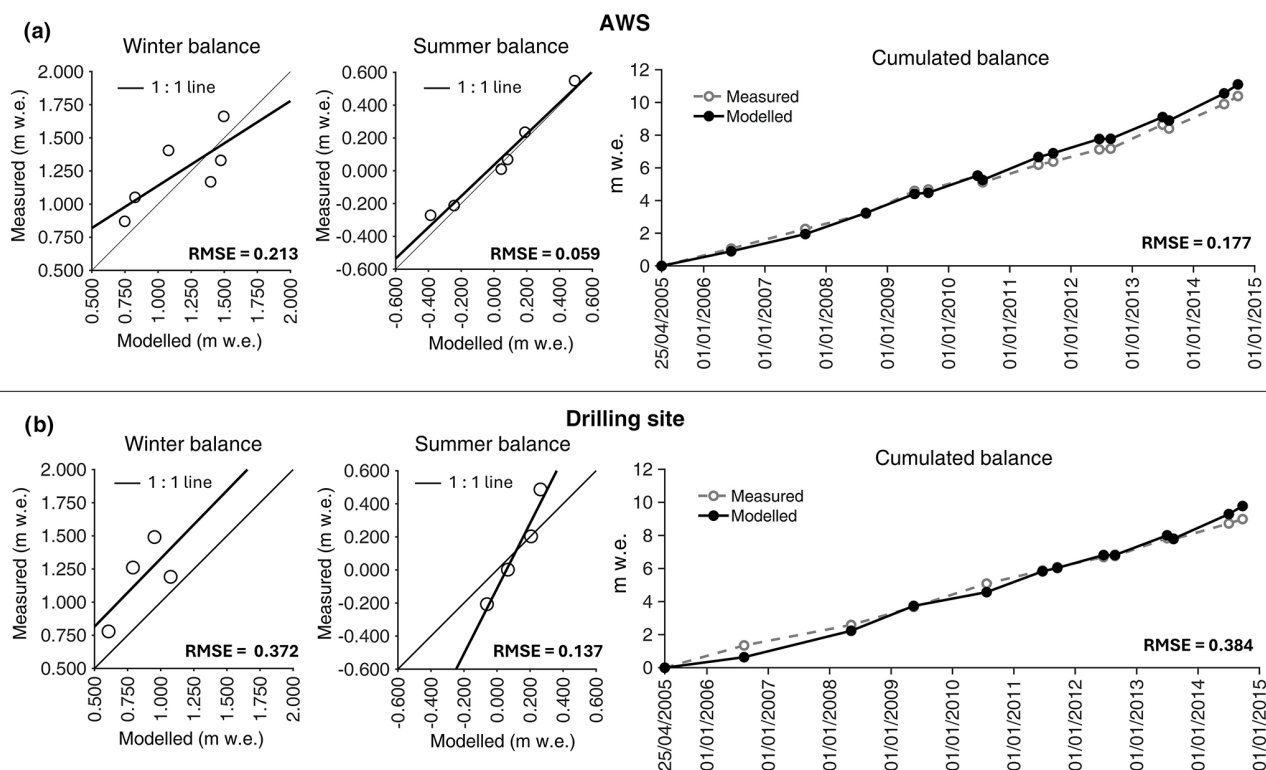 (a)
AWS
Winter balance
Measured (m w.e.)
2.000
1.750
1.500
1.250
1.000
0.750
0.500
1 : 1 line
RMSE = 0.213
0.500
0.750
1.000
1.250
1.500
1.750
2.000
Modelled (m w.e.)
Summer balance
Measured (m w.e.)
0.600
0.400
0.200
0.000
-0.200
-0.400
-0.600
1 : 1 line
RMSE = 0.059
-0.600
-0.400
-0.200
0.000
0.200
0.400
0.600
Modelled (m w.e.)
Cumulated balance
m w.e.
12
10
8
6
4
2
0
Measured
Modelled
RMSE = 0.177
25/04/2005
01/01/2006
01/01/2007
01/01/2008
01/01/2009
01/01/2010
01/01/2011
01/01/2012
01/01/2013
01/01/2014
01/01/2015
(b)
Drilling site
Winter balance
Measured (m w.e.)
2.000
1.750
1.500
1.250
1.000
0.750
0.500
1 : 1 line
RMSE = 0.372
0.500
0.750
1.000
1.250
1.500
1.750
2.000
Modelled (m w.e.)
Summer balance
Measured (m w.e.)
0.600
0.400
0.200
0.000
-0.200
-0.400
-0.600
1 : 1 line
RMSE = 0.137
-0.600
-0.400
-0.200
0.000
0.200
0.400
0.600
Modelled (m w.e.)
Cumulated balance
m w.e.
12
10
8
6
4
2
0
Measured
Modelled
RMSE = 0.384
25/04/2005
01/01/2006
01/01/2007
01/01/2008
01/01/2009
01/01/2010
01/01/2011
01/01/2012
01/01/2013
01/01/2014
01/01/2015